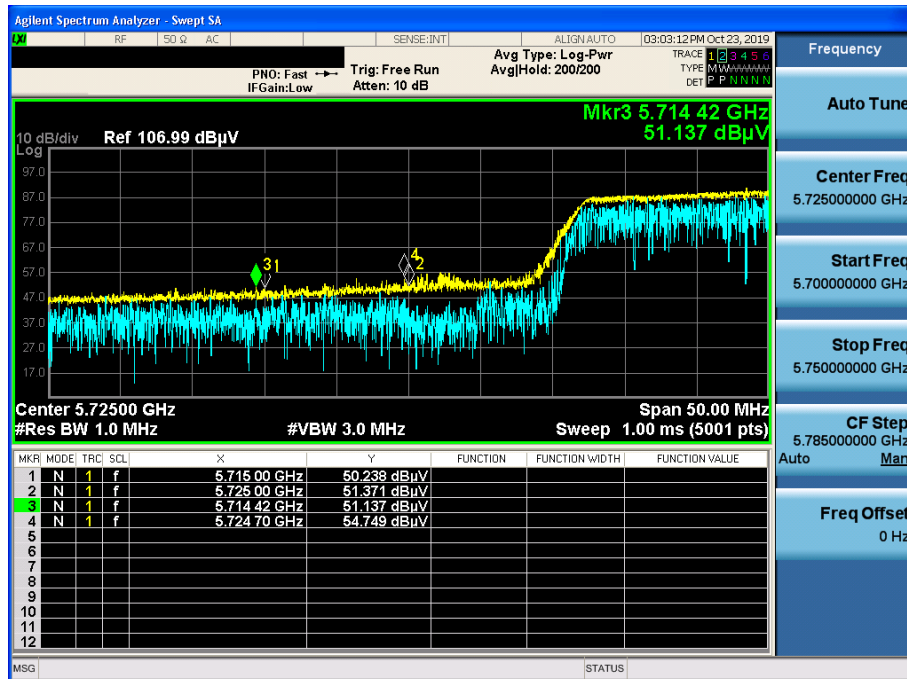 Agilent Spectrum Analyzer - Swept SA
LXI RF 50 Ω AC SENSE:INT ALIGN AUTO 03:03:12 PM Oct 23, 2019
PNO: Fast
IFGain:Low
Trig: Free Run
Atten: 10 dB
Avg Type: Log-Pwr
Avg|Hold: 200/200
TRACE 1 2 3 4 5 6
TYPE
DET P P N N N N
Mkr3 5.714 42 GHz
51.137 dBµV
10 dB/div Ref 106.99 dBµV
Log
97.0
87.0
77.0
67.0
57.0
47.0
37.0
27.0
17.0
3 1
4
2
Center 5.72500 GHz Span 50.00 MHz
#Res BW 1.0 MHz #VBW 3.0 MHz Sweep 1.00 ms (5001 pts)
MKR MODE TRC SCL X Y FUNCTION FUNCTION WIDTH FUNCTION VALUE
1 N 1 f 5.715 00 GHz 50.238 dBµV
2 N 1 f 5.725 00 GHz 51.371 dBµV
3 N 1 f 5.714 42 GHz 51.137 dBµV
4 N 1 f 5.724 70 GHz 54.749 dBµV
5
6
7
8
9
10
11
12
MSG STATUS
Frequency
Auto Tune
Center Freq
5.725000000 GHz
Start Freq
5.700000000 GHz
Stop Freq
5.750000000 GHz
CF Step
5.785000000 GHz
Auto Man
Freq Offset
0 Hz